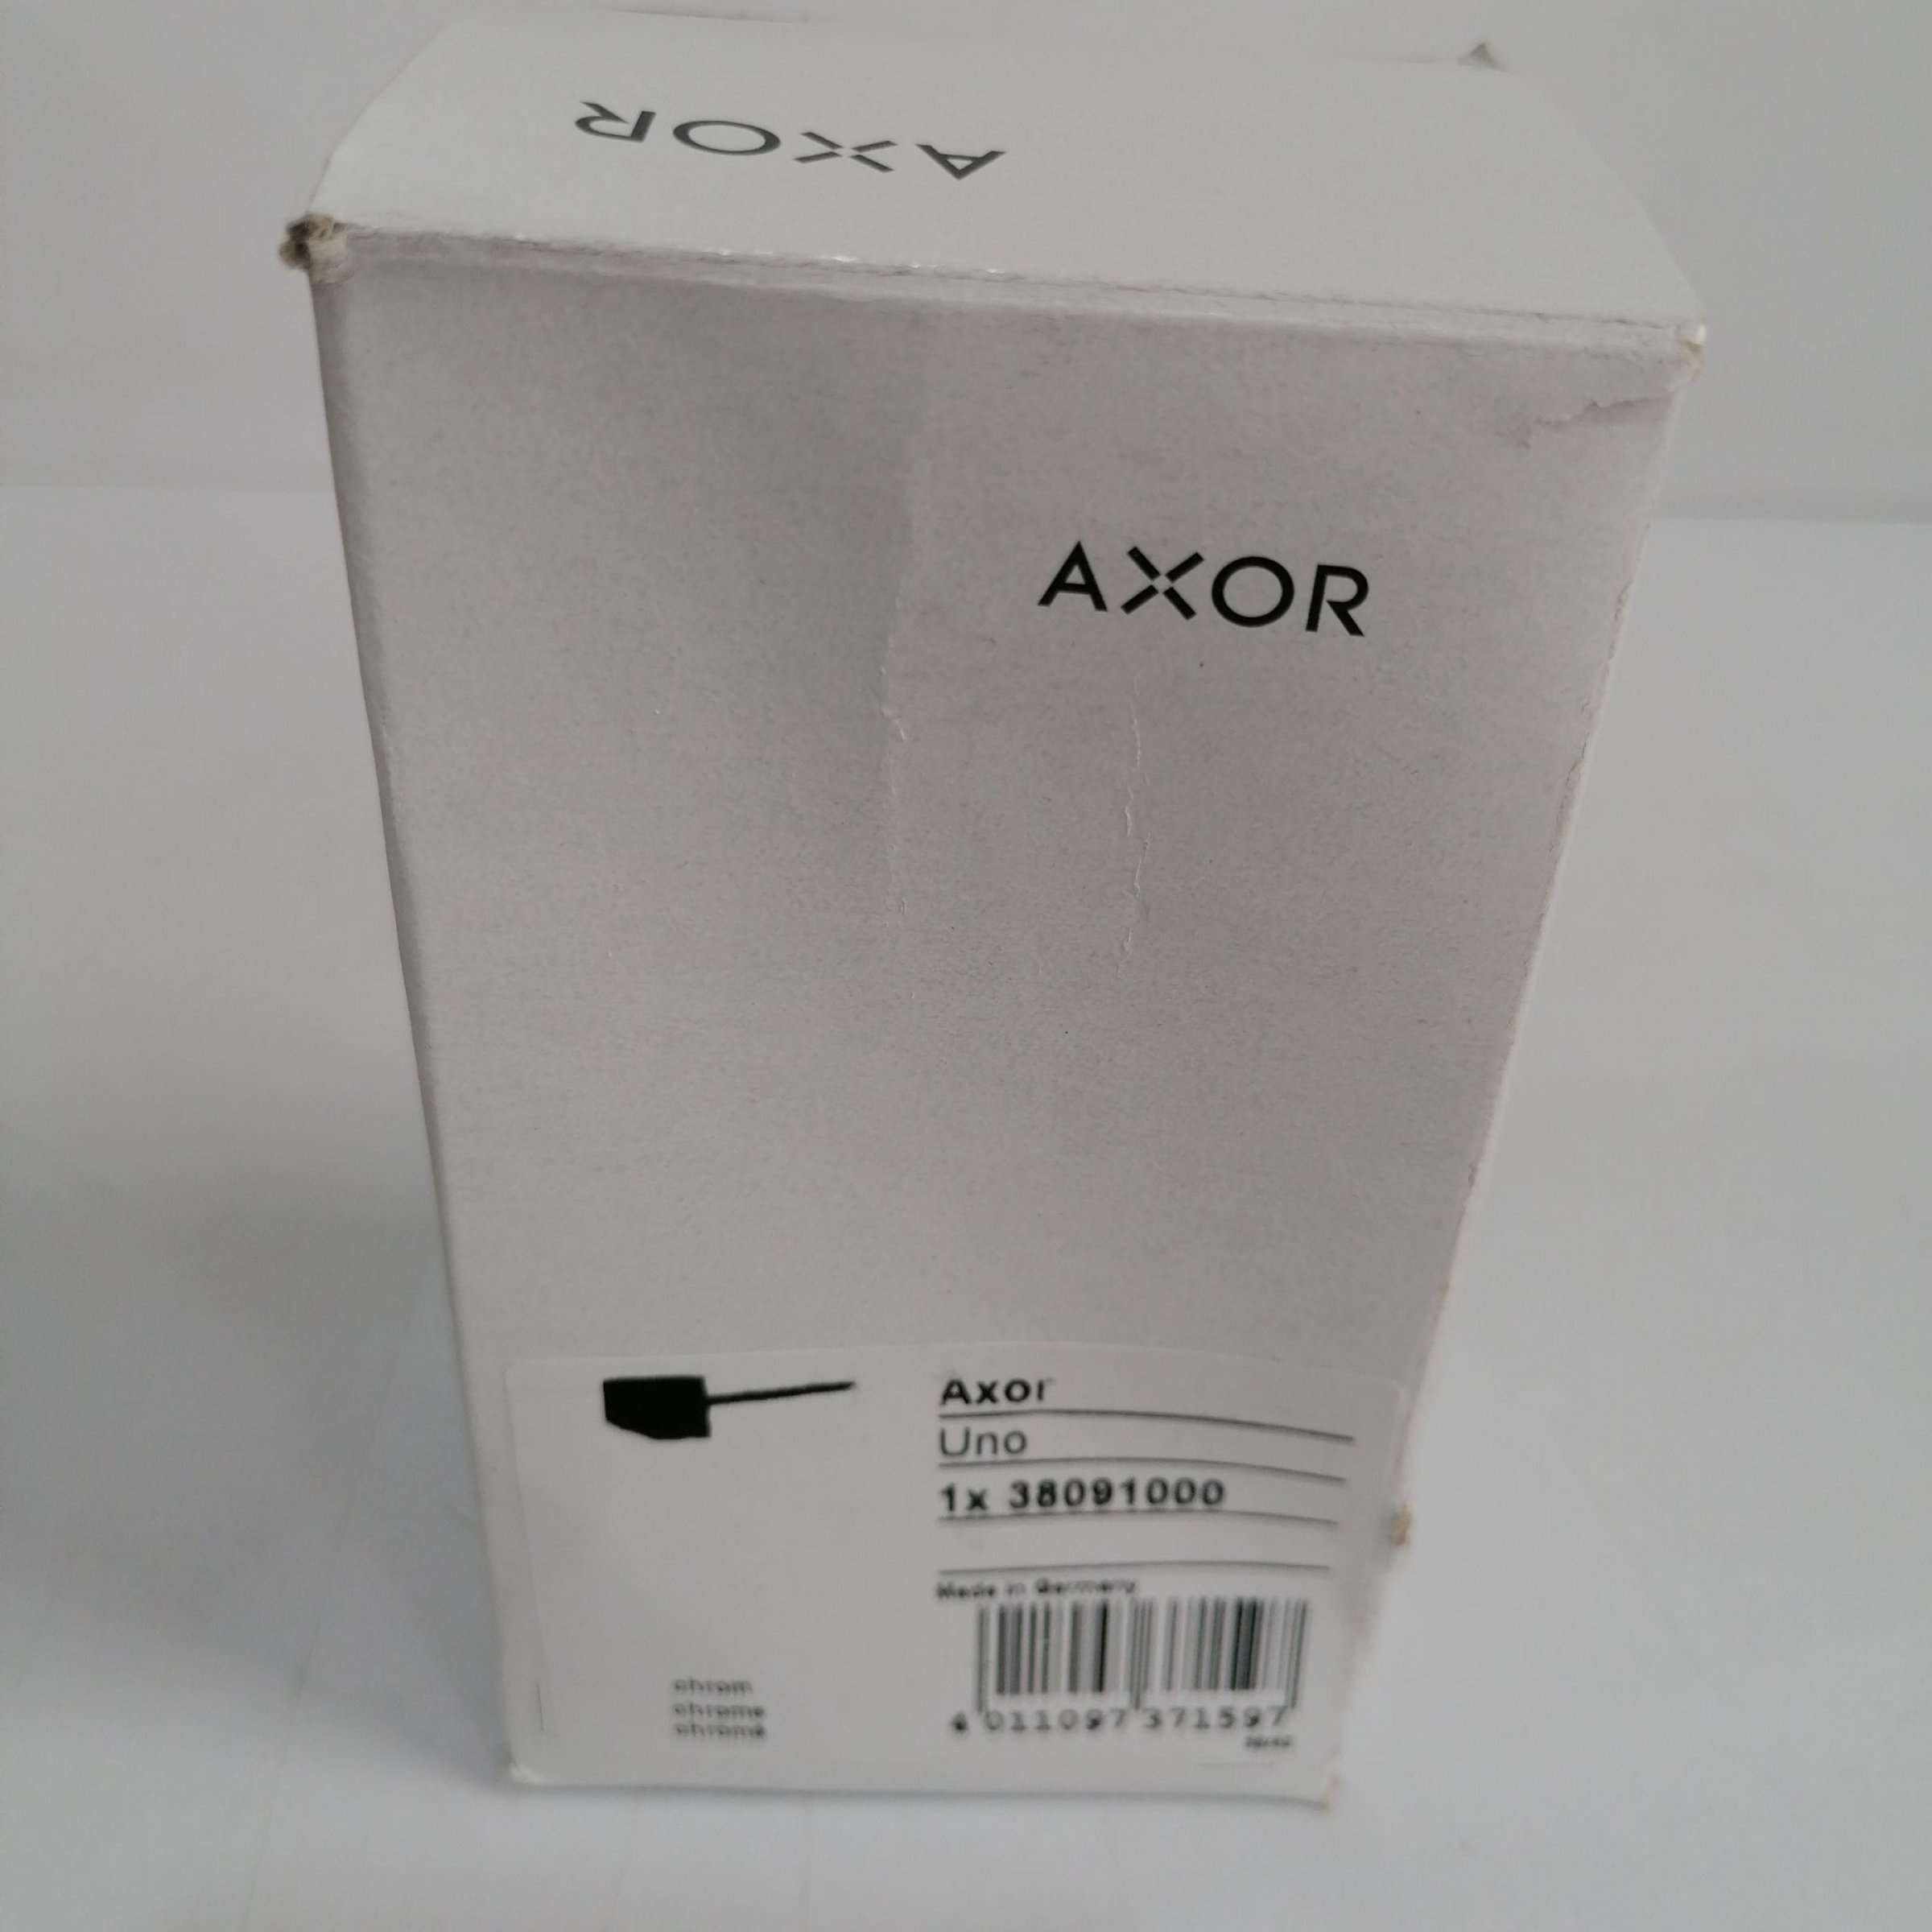 AXOR
AXOR
Axor
Uno
1x 38091000
Made in Germany
chrom
chrome
chromé
4 011097 371597